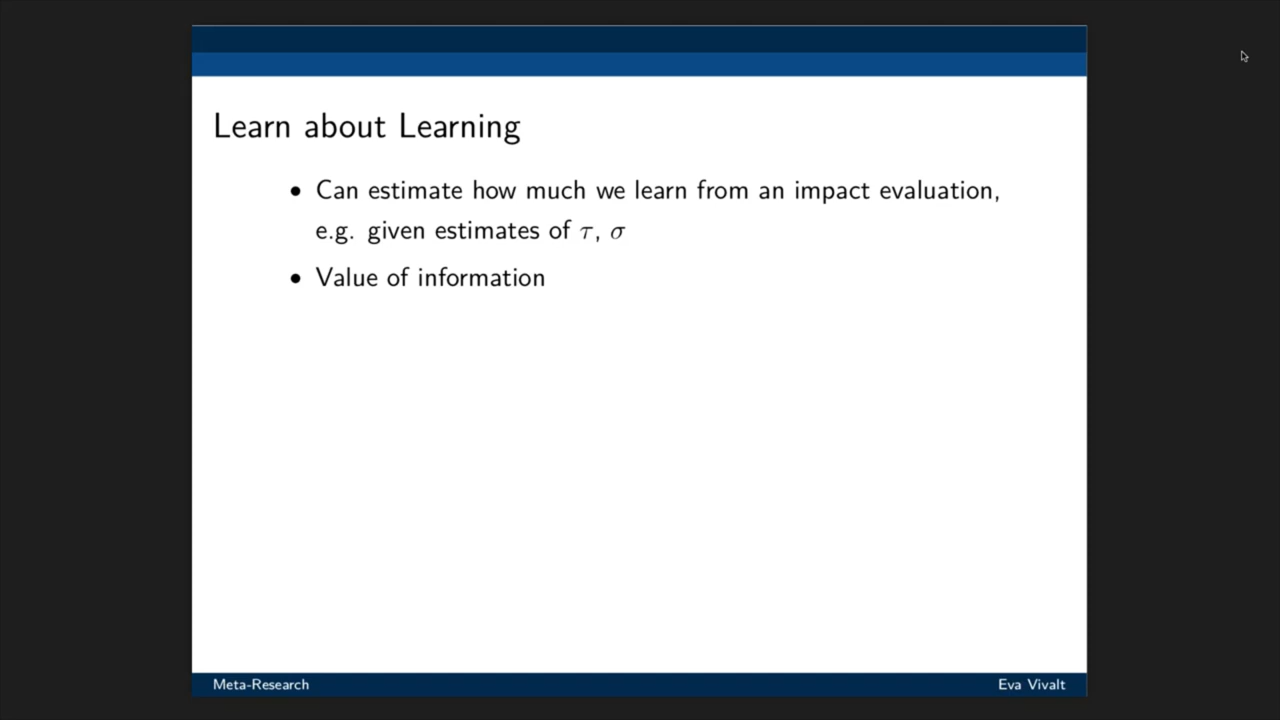 Learn about Learning
• Can estimate how much we learn from an impact evaluation,
e.g. given estimates of τ, σ
• Value of information
Meta-Research
Eva Vivalt